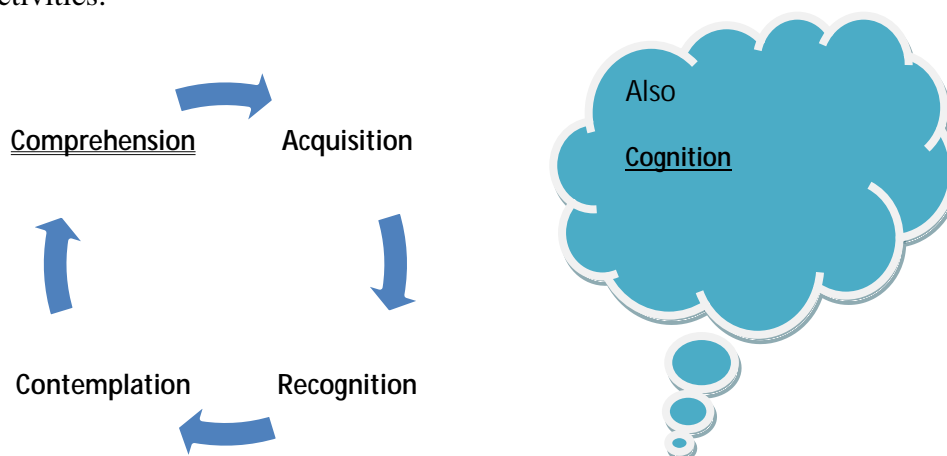 Comprehension
Acquisition
Contemplation
Recognition
Also
Cognition